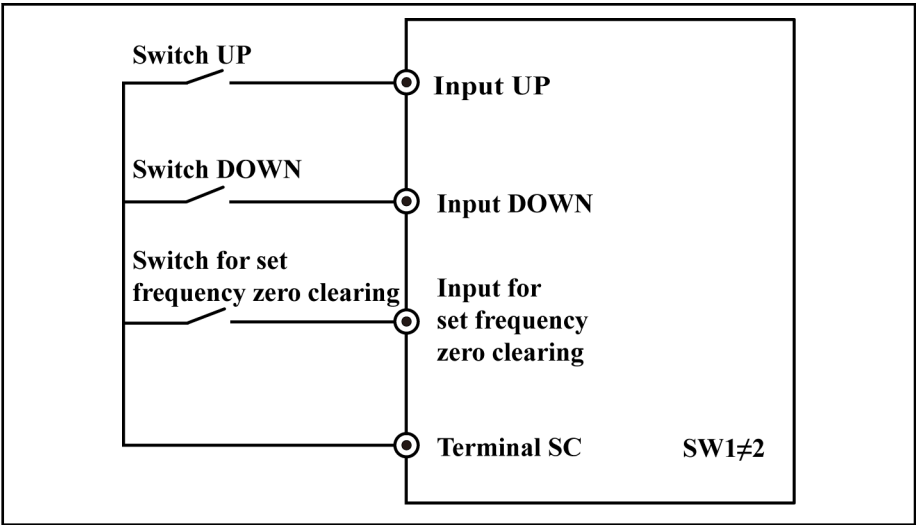 Switch UP
Input UP
Switch DOWN
Input DOWN
Switch for set
frequency zero clearing
Input for
set frequency
zero clearing
Terminal SC
SW1≠2